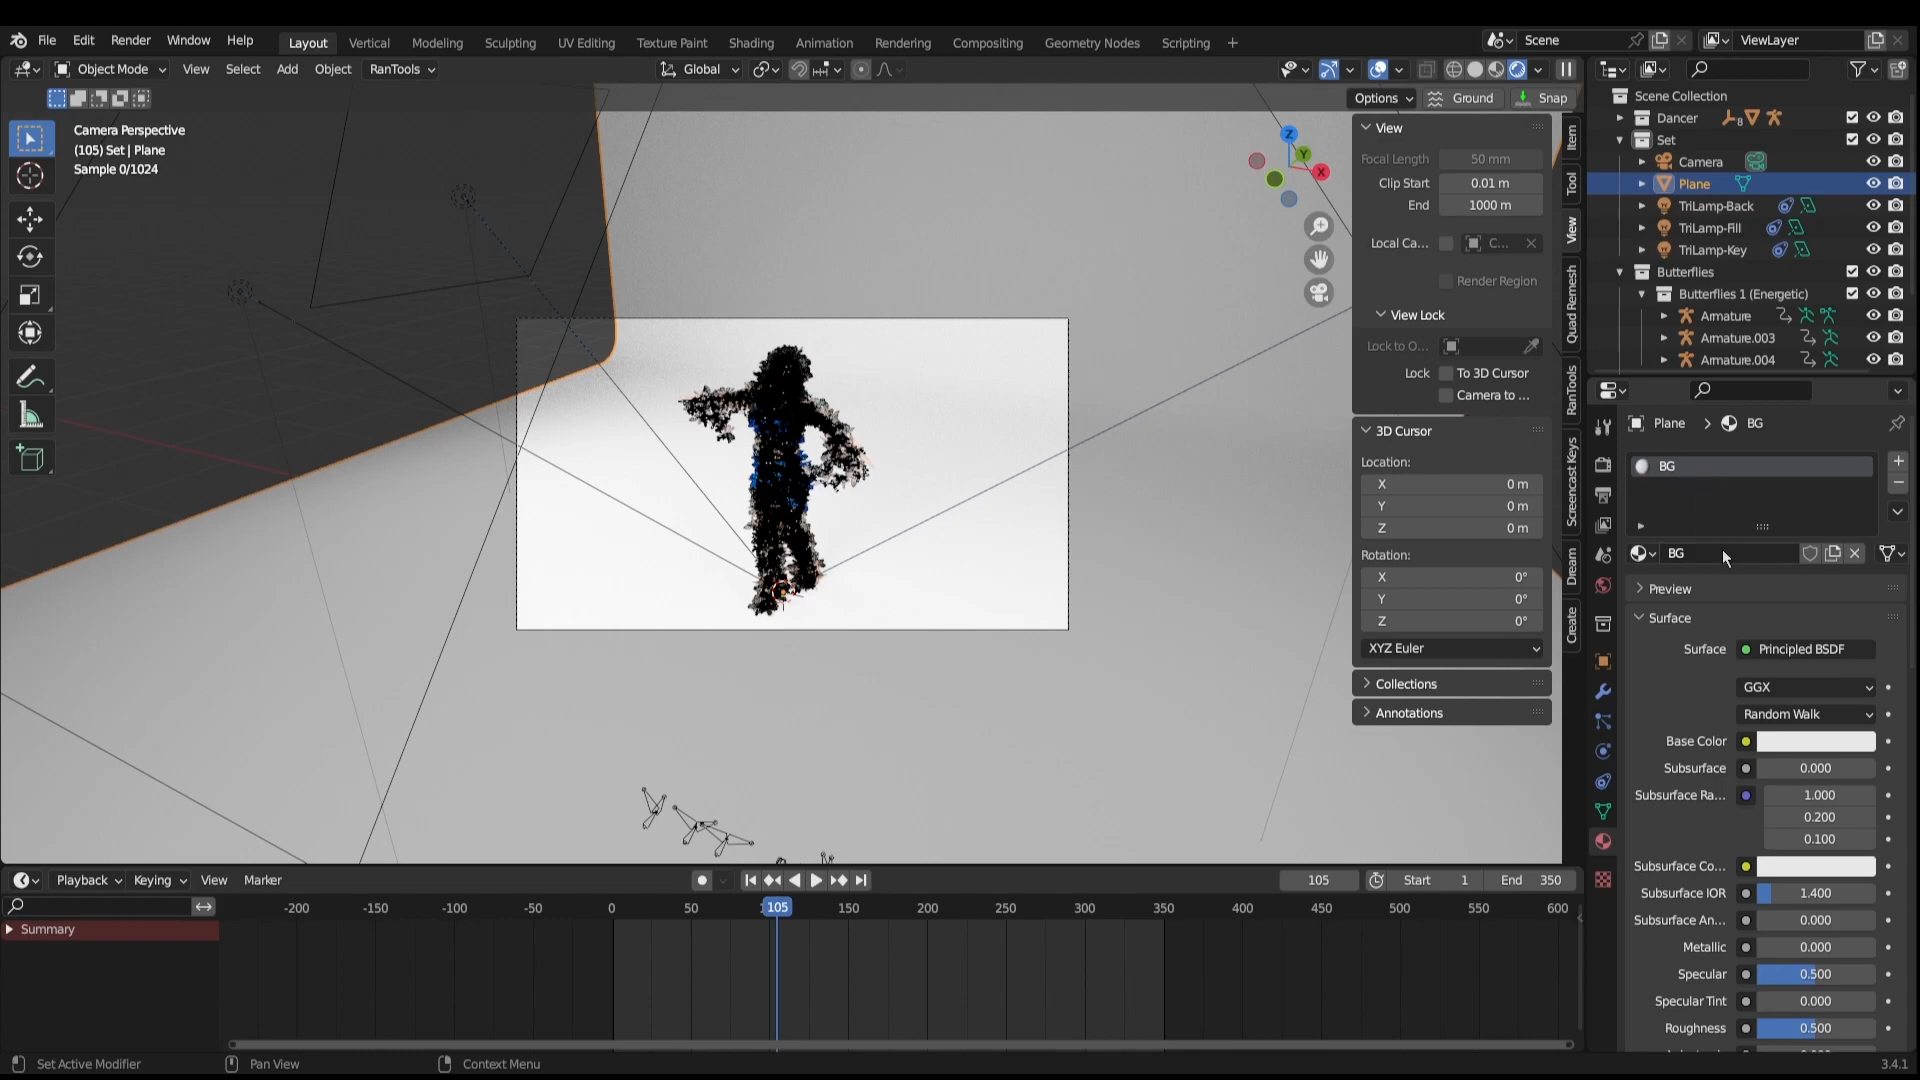 File Edit Render Window Help Layout Vertical Modeling Sculpting UV Editing Texture Paint Shading Animation Rendering Compositing Geometry Nodes Scripting + Scene ViewLayer
Object Mode View Select Add Object RanTools Global
Options Ground Snap
Camera Perspective
(105) Set | Plane
Sample 0/1024
Z
Y
X
View
Focal Length 50 mm
Clip Start 0.01 m
End 1000 m
Local Ca... C...
Render Region
View Lock
Lock to O...
Lock To 3D Cursor
Camera to ...
3D Cursor
Location:
X 0 m
Y 0 m
Z 0 m
Rotation:
X 0°
Y 0°
Z 0°
XYZ Euler
Collections
Annotations
Item
Tool
View
Quad Remesh
RanTools
Screencast Keys
Dream
Create
Scene Collection
Dancer 8
Set
Camera
Plane
TriLamp-Back
TriLamp-Fill
TriLamp-Key
Butterflies
Butterflies 1 (Energetic)
Armature
Armature.003
Armature.004
Plane > BG
BG
BG
Preview
Surface
Surface Principled BSDF
GGX
Random Walk
Base Color
Subsurface 0.000
Subsurface Ra... 1.000
0.200
0.100
Subsurface Co...
Subsurface IOR 1.400
Subsurface An... 0.000
Metallic 0.000
Specular 0.500
Specular Tint 0.000
Roughness 0.500
Playback Keying View Marker 105 Start 1 End 350
-200 -150 -100 -50 0 50 105 150 200 250 300 350 400 450 500 550 600
Summary
Set Active Modifier Pan View Context Menu 3.4.1